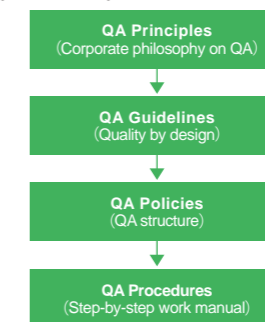 QA Principles
（Corporate philosophy on QA）
QA Guidelines
（Quality by design）
QA Policies
（QA structure）
QA Procedures
（Step-by-step work manual）